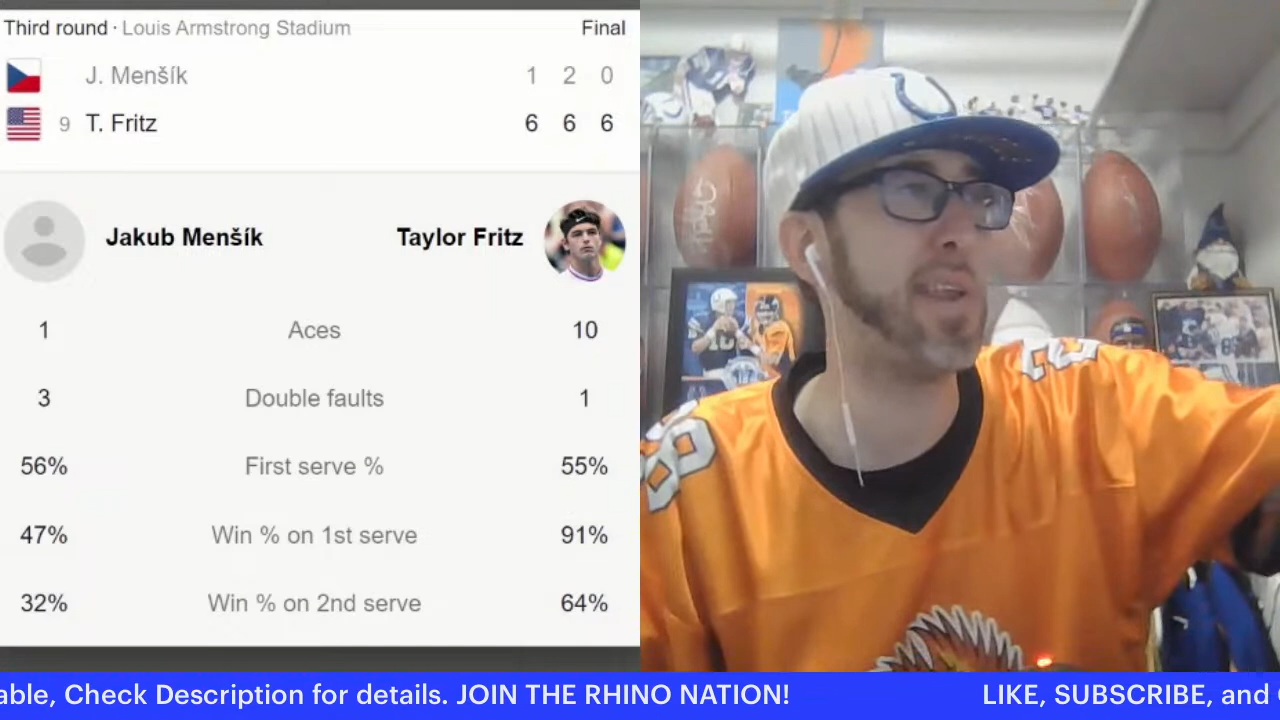 Third round · Louis Armstrong Stadium Final
J. Menšík 1 2 0
9 T. Fritz 6 6 6
Jakub Menšík Taylor Fritz
1 Aces 10
3 Double faults 1
56% First serve % 55%
47% Win % on 1st serve 91%
32% Win % on 2nd serve 64%
able, Check Description for details. JOIN THE RHINO NATION! LIKE, SUBSCRIBE, and